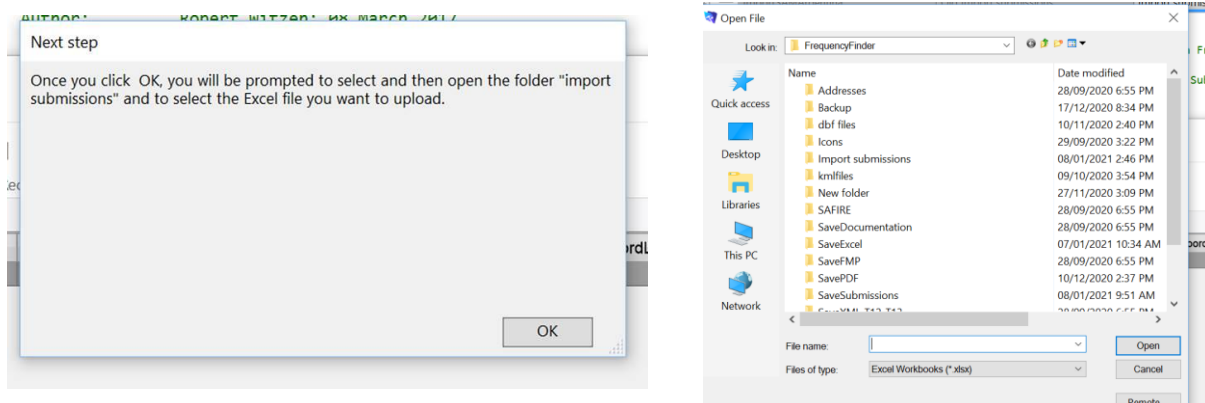 Author: Robert Witzen: 08 March 2017
Next step
Once you click OK, you will be prompted to select and then open the folder "import
submissions" and to select the Excel file you want to upload.
OK
Open File
Look in: FrequencyFinder
Name Date modified
Quick access
Desktop
Libraries
This PC
Network
Addresses 28/09/2020 6:55 PM
Backup 17/12/2020 8:34 PM
dbf files 10/11/2020 2:40 PM
Icons 29/09/2020 3:22 PM
Import submissions 08/01/2021 2:46 PM
kmlfiles 09/10/2020 3:54 PM
New folder 27/11/2020 3:09 PM
SAFIRE 28/09/2020 6:55 PM
SaveDocumentation 28/09/2020 6:55 PM
SaveExcel 07/01/2021 10:34 AM
SaveFMP 28/09/2020 6:55 PM
SavePDF 10/12/2020 2:37 PM
SaveSubmissions 08/01/2021 9:51 AM
File name:
Open
Files of type: Excel Workbooks (*.xlsx)
Cancel
Remote...